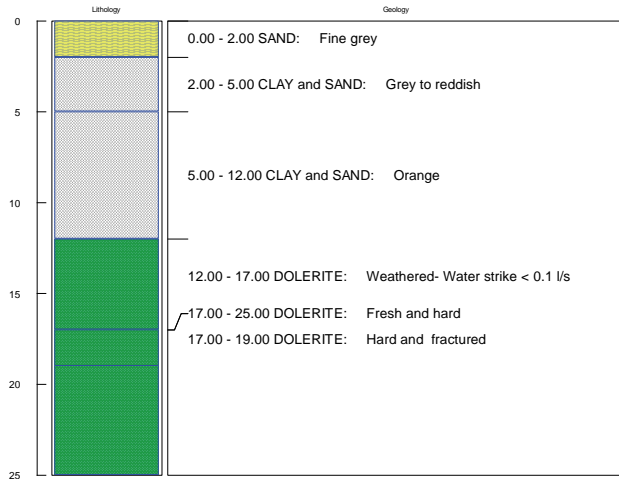 Lithology Geology
0
0.00 - 2.00 SAND: Fine grey
2.00 - 5.00 CLAY and SAND: Grey to reddish
5
5.00 - 12.00 CLAY and SAND: Orange
10
12.00 - 17.00 DOLERITE: Weathered- Water strike < 0.1 l/s
15
17.00 - 25.00 DOLERITE: Fresh and hard
17.00 - 19.00 DOLERITE: Hard and fractured
20
25